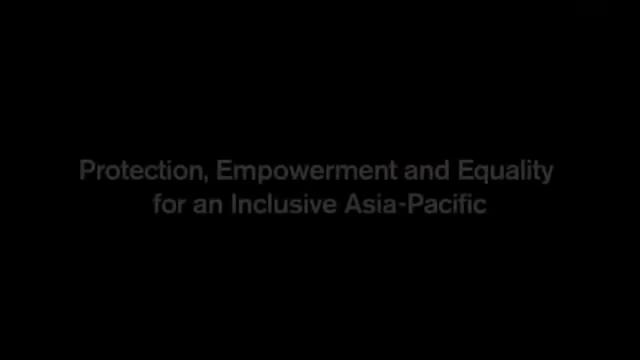 Protection, Empowerment and Equality
for an Inclusive Asia-Pacific